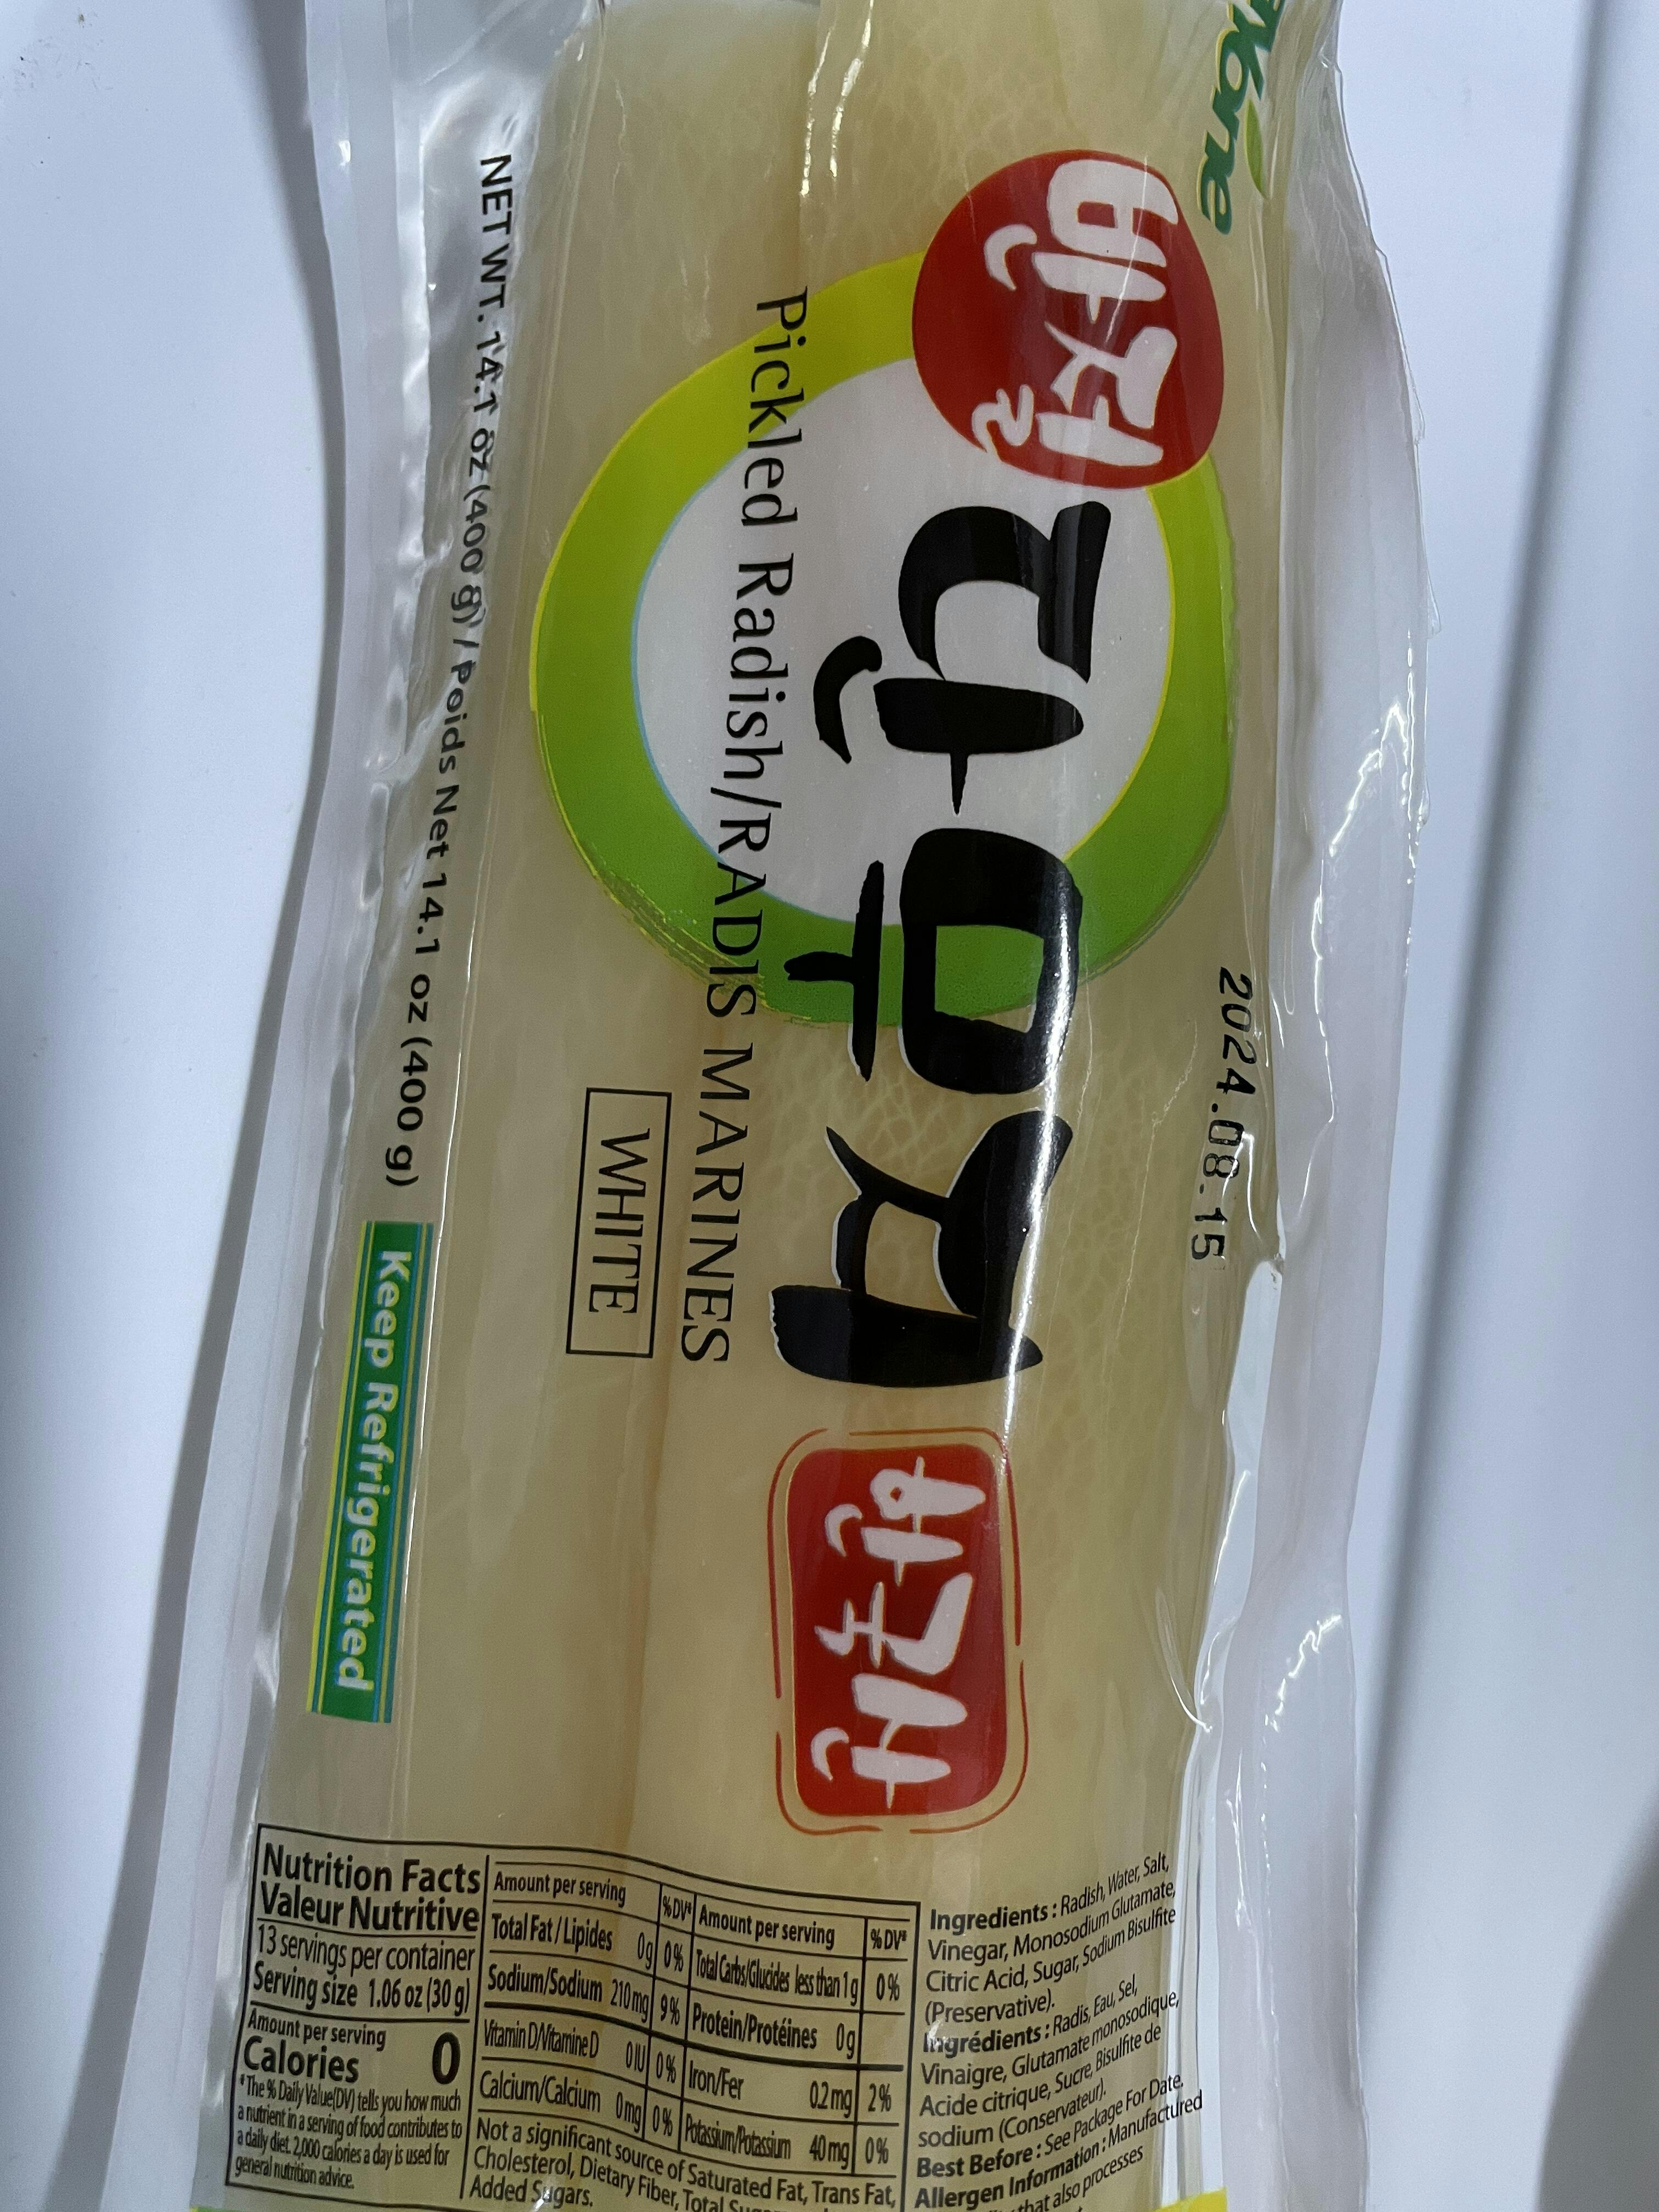 반절
단무지
Pickled Radish/RADIS MARINES
WHITE
2024.08.15
NET WT. 14.1 oz (400 g) / Poids Net 14.1 oz (400 g)
Keep Refrigerated
Nutrition Facts
Valeur Nutritive
13 servings per container
Serving size 1.06 oz (30 g)
Amount per serving
Calories 0
*The % Daily Value(DV) tells you how much
a nutrient in a serving of food contributes to
a daily diet. 2,000 calories a day is used for
general nutrition advice.
Amount per serving %DV* Amount per serving %DV*
Total Fat / Lipides 0g 0% Total Carbs/Glucides less than 1g 0%
Sodium/Sodium 210mg 9% Protein/Protéines 0g
Vitamin D/Vitamine D 0IU 0% Iron/Fer 0.2mg 2%
Calcium/Calcium 0mg 0% Potassium/Potassium 40mg 0%
Not a significant source of Saturated Fat, Trans Fat,
Cholesterol, Dietary Fiber, Total
Added Sugars.
Ingredients : Radish, Water, Salt,
Vinegar, Monosodium Glutamate,
Citric Acid, Sugar, Sodium Bisulfite
(Preservative).
Ingrédients : Radis, Eau, Sel,
Vinaigre, Glutamate monosodique,
Acide citrique, Sucre, Bisulfite de
sodium (Conservateur).
Best Before : See Package For Date.
Allergen Information : Manufactured
that also processes